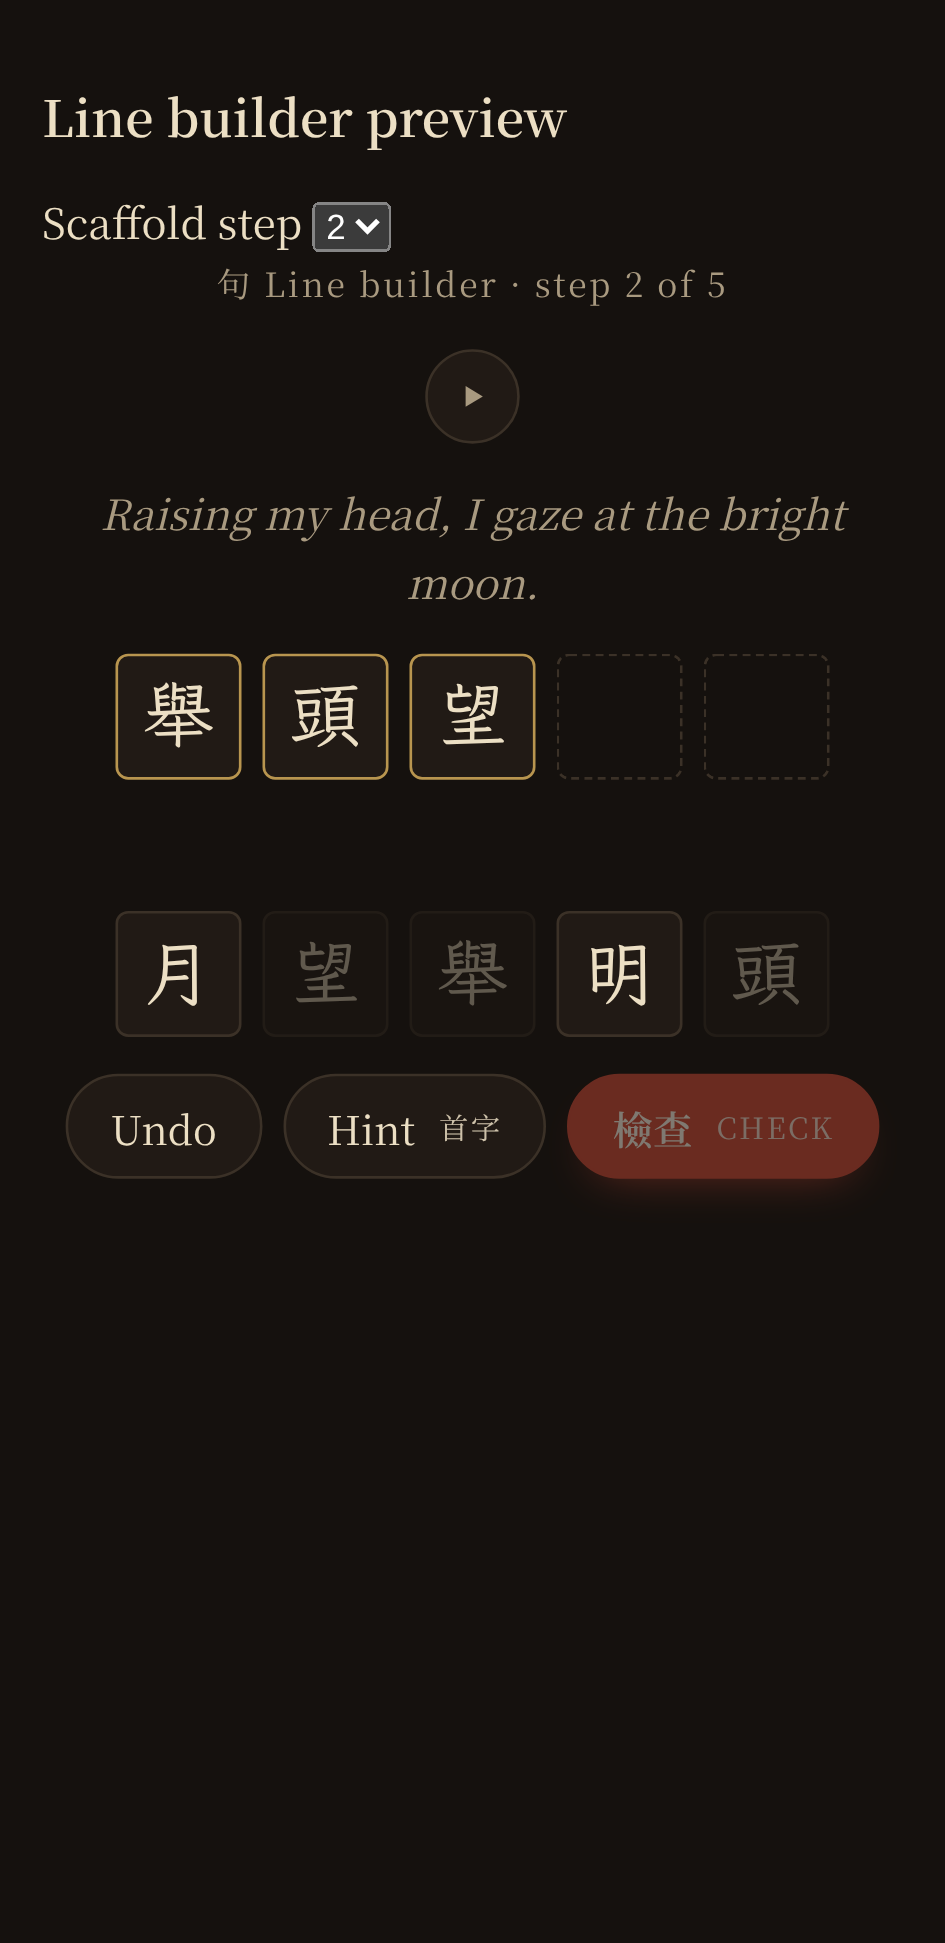 Line builder preview
Scaffold step 2
句 Line builder · step 2 of 5
Raising my head, I gaze at the bright
moon.
舉 頭 望
月 望 舉 明 頭
Undo Hint 首字 檢查 CHECK